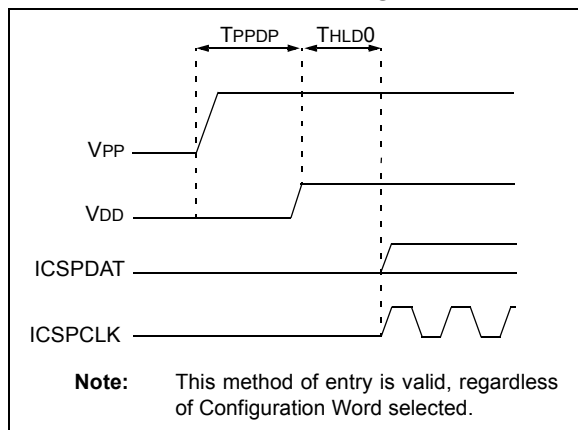 TPPDP THLD0
VPP
VDD
ICSPDAT
ICSPCLK
Note: This method of entry is valid, regardless
of Configuration Word selected.